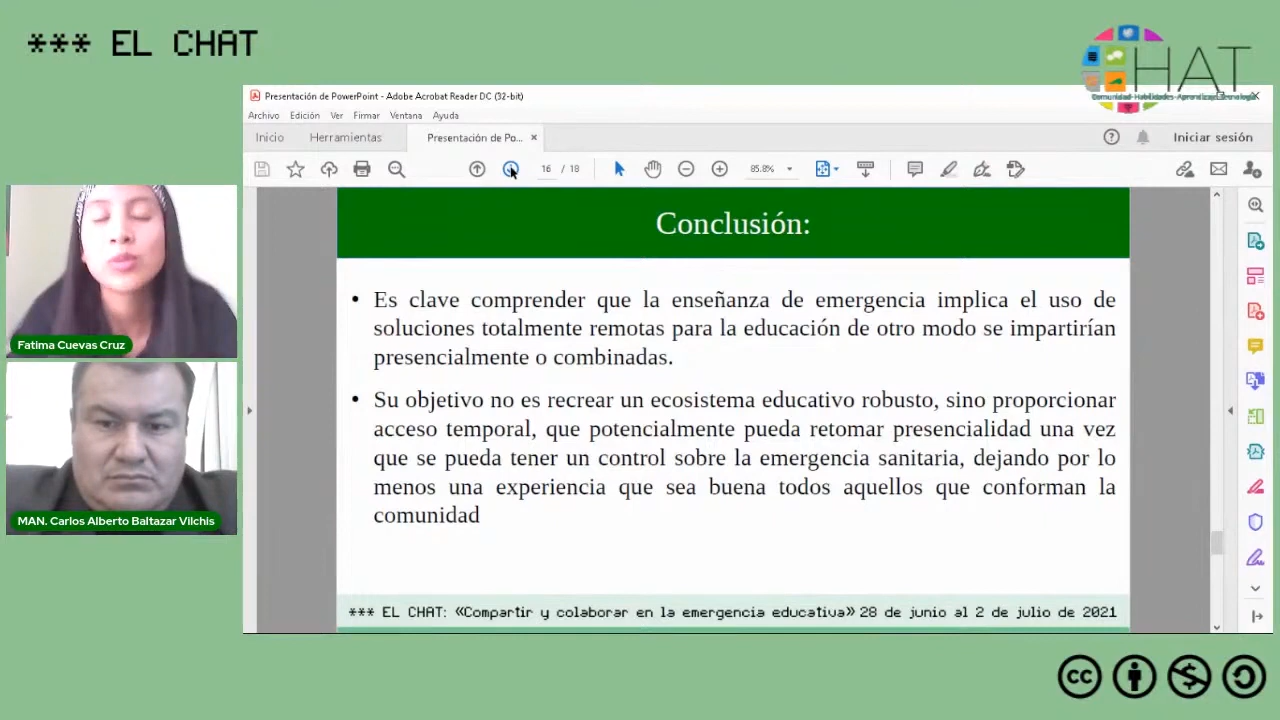 *** EL CHAT
HAT
Comunidad-Habilidades-Aprendizaje-Tecnología
Presentación de PowerPoint - Adobe Acrobat Reader DC (32-bit)
Archivo Edición Ver Firmar Ventana Ayuda
Inicio Herramientas Presentación de Po... × Iniciar sesión
16 / 18 85.8%
Conclusión:
• Es clave comprender que la enseñanza de emergencia implica el uso de
soluciones totalmente remotas para la educación de otro modo se impartirían
presencialmente o combinadas.
• Su objetivo no es recrear un ecosistema educativo robusto, sino proporcionar
acceso temporal, que potencialmente pueda retomar presencialidad una vez
que se pueda tener un control sobre la emergencia sanitaria, dejando por lo
menos una experiencia que sea buena todos aquellos que conforman la
comunidad
*** EL CHAT: «Compartir y colaborar en la emergencia educativa» 28 de junio al 2 de julio de 2021
Fatima Cuevas Cruz
MAN. Carlos Alberto Baltazar Vilchis
cc